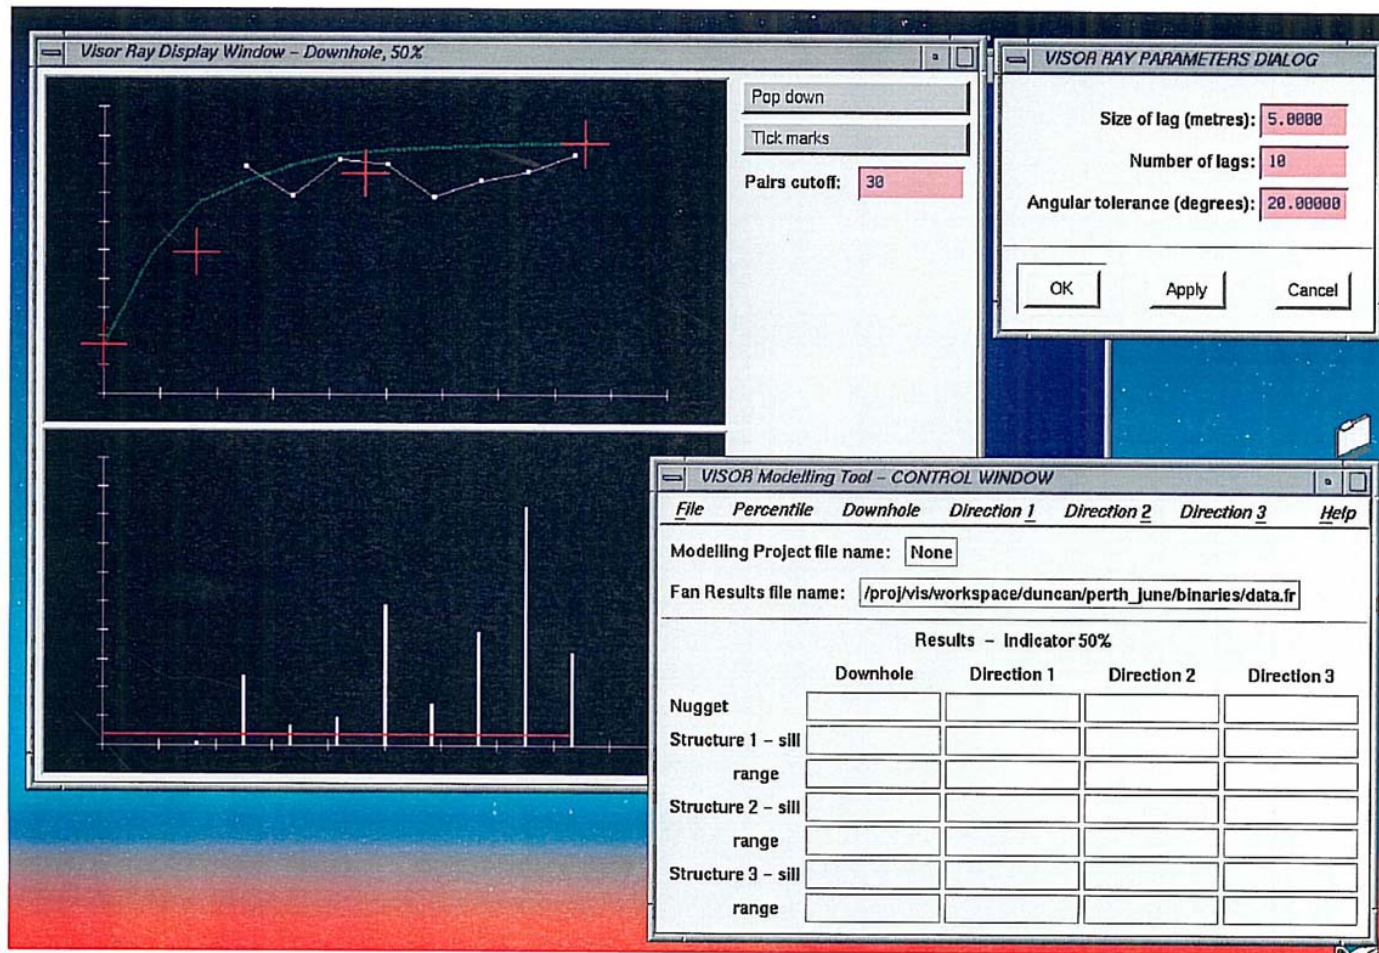 Visor Ray Display Window – Downhole, 50%
Pop down
Tick marks
Pairs cutoff: 30
VISOR RAY PARAMETERS DIALOG
Size of lag (metres): 5.0000
Number of lags: 10
Angular tolerance (degrees): 20.00000
OK Apply Cancel
VISOR Modelling Tool – CONTROL WINDOW
File Percentile Downhole Direction 1 Direction 2 Direction 3 Help
Modelling Project file name: None
Fan Results file name: /proj/vis/workspace/duncan/perth_june/binaries/data.fr
Results – Indicator 50%
Downhole Direction 1 Direction 2 Direction 3
Nugget
Structure 1 – sill
range
Structure 2 – sill
range
Structure 3 – sill
range